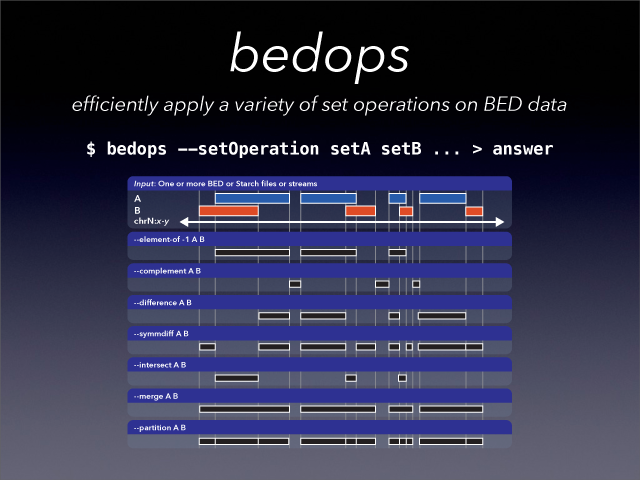 bedops
efficiently apply a variety of set operations on BED data
$ bedops --setOperation setA setB ... > answer
Input: One or more BED or Starch files or streams
A
B
chrN:x-y
--element-of -1 A B
--complement A B
--difference A B
--symmdiff A B
--intersect A B
--merge A B
--partition A B